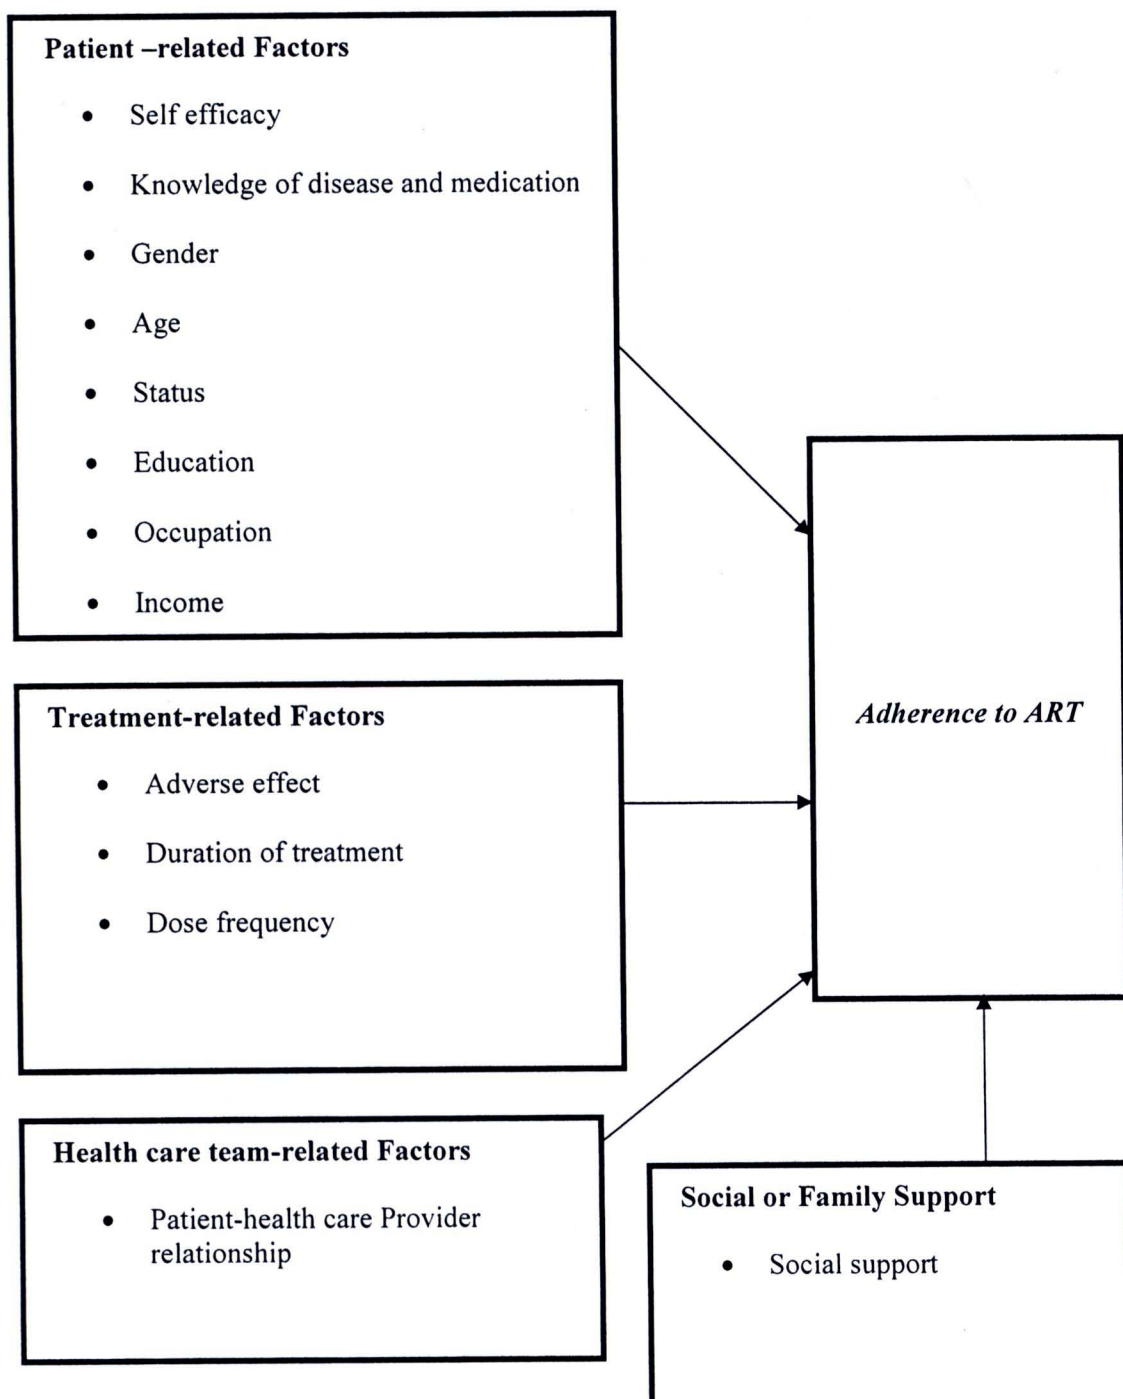 Patient –related Factors
• Self efficacy
• Knowledge of disease and medication
• Gender
• Age
• Status
• Education
• Occupation
• Income
Treatment-related Factors
• Adverse effect
• Duration of treatment
• Dose frequency
Health care team-related Factors
• Patient-health care Provider
relationship
Social or Family Support
• Social support
Adherence to ART